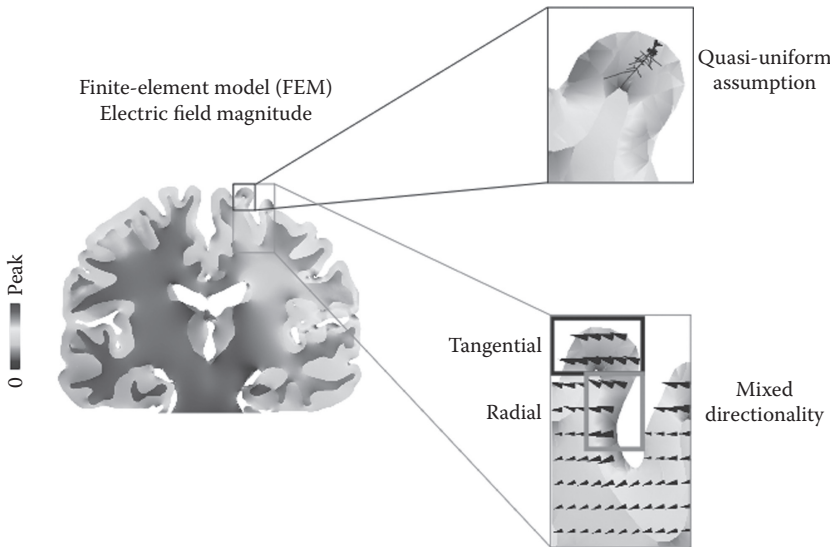 Finite-element model (FEM)
Electric field magnitude
Quasi-uniform
assumption
Peak
0
Tangential
Radial
Mixed
directionality